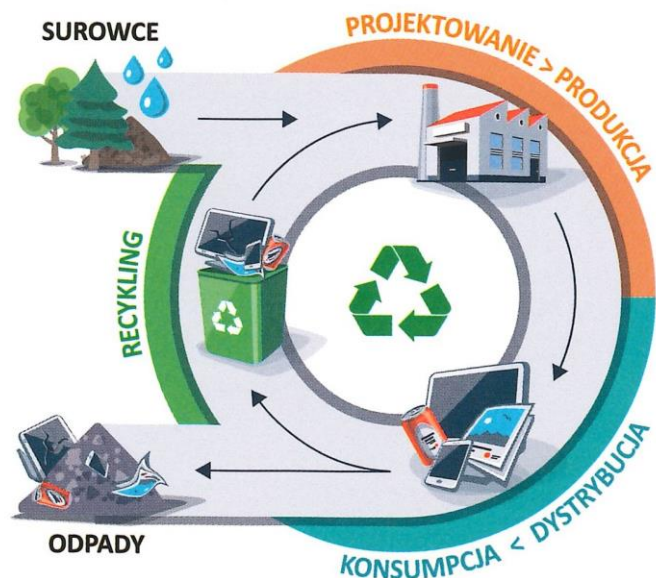 SUROWCE
PROJEKTOWANIE > PRODUKCJA
RECYKLING
KONSUMPCJA < DYSTRYBUCJA
ODPADY